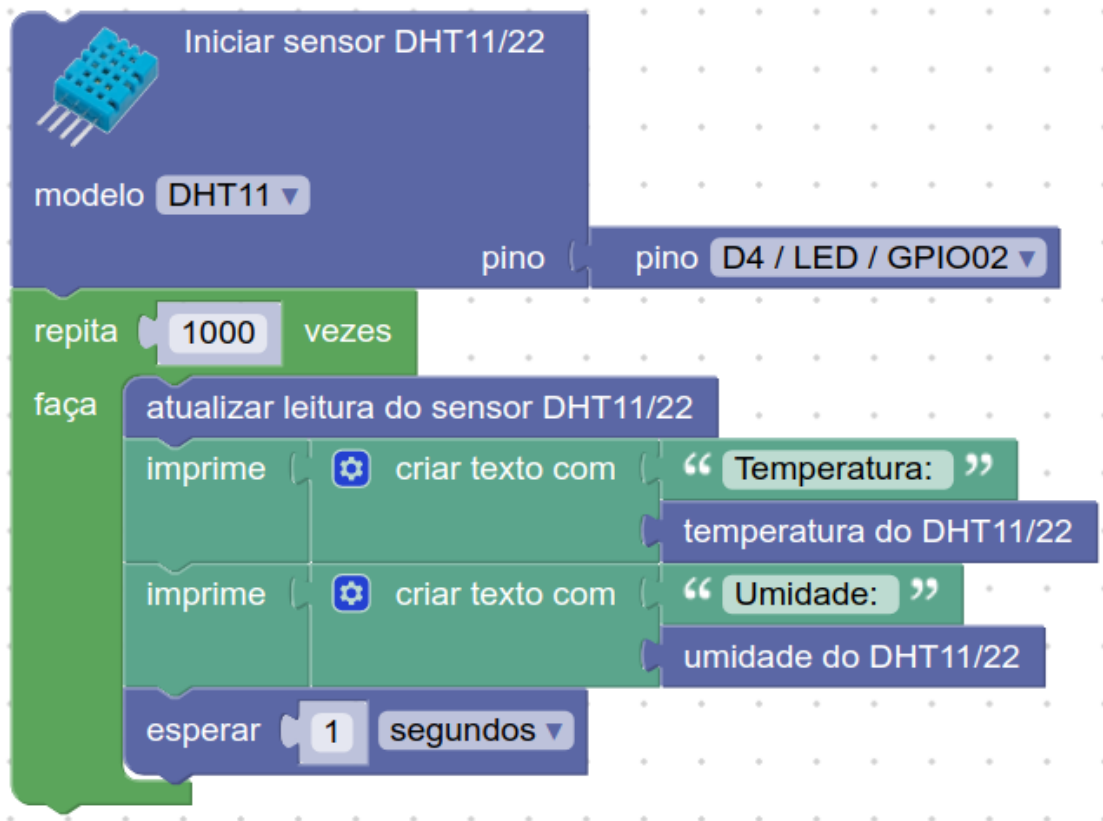 Iniciar sensor DHT11/22
modelo DHT11
pino pino D4 / LED / GPIO02
repita 1000 vezes
faça atualizar leitura do sensor DHT11/22
imprime criar texto com “ Temperatura: ”
temperatura do DHT11/22
imprime criar texto com “ Umidade: ”
umidade do DHT11/22
esperar 1 segundos